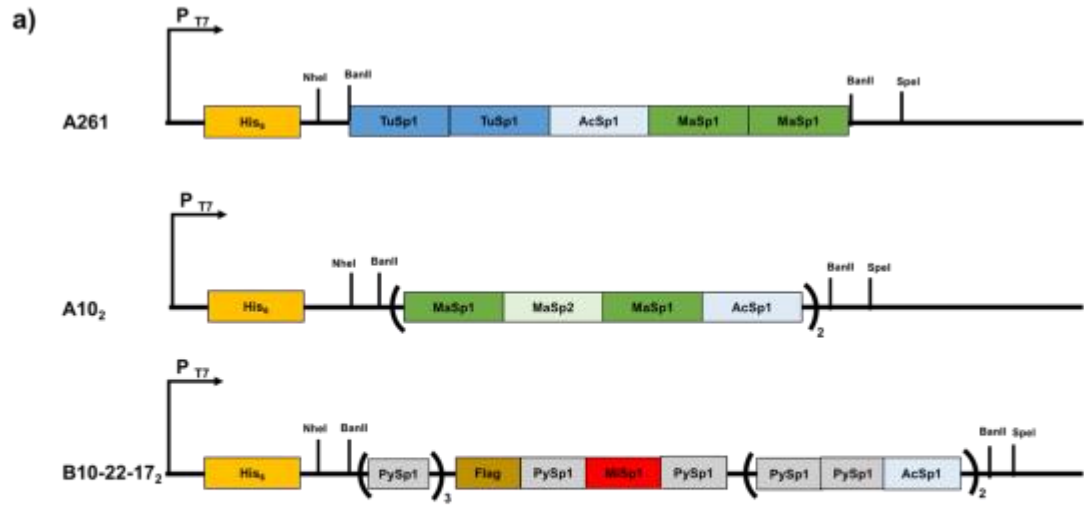 a)
P T7
NheI BanII BanII SpeI
A261 His6 TuSp1 TuSp1 AcSp1 MaSp1 MaSp1
P T7
NheI BanII BanII SpeI
A102 His6 ( MaSp1 MaSp2 MaSp1 AcSp1 ) 2
P T7
NheI BanII BanII SpeI
B10-22-172 His6 ( PySp1 ) 3 Flag PySp1 MiSp1 PySp1 ( PySp1 PySp1 AcSp1 ) 2